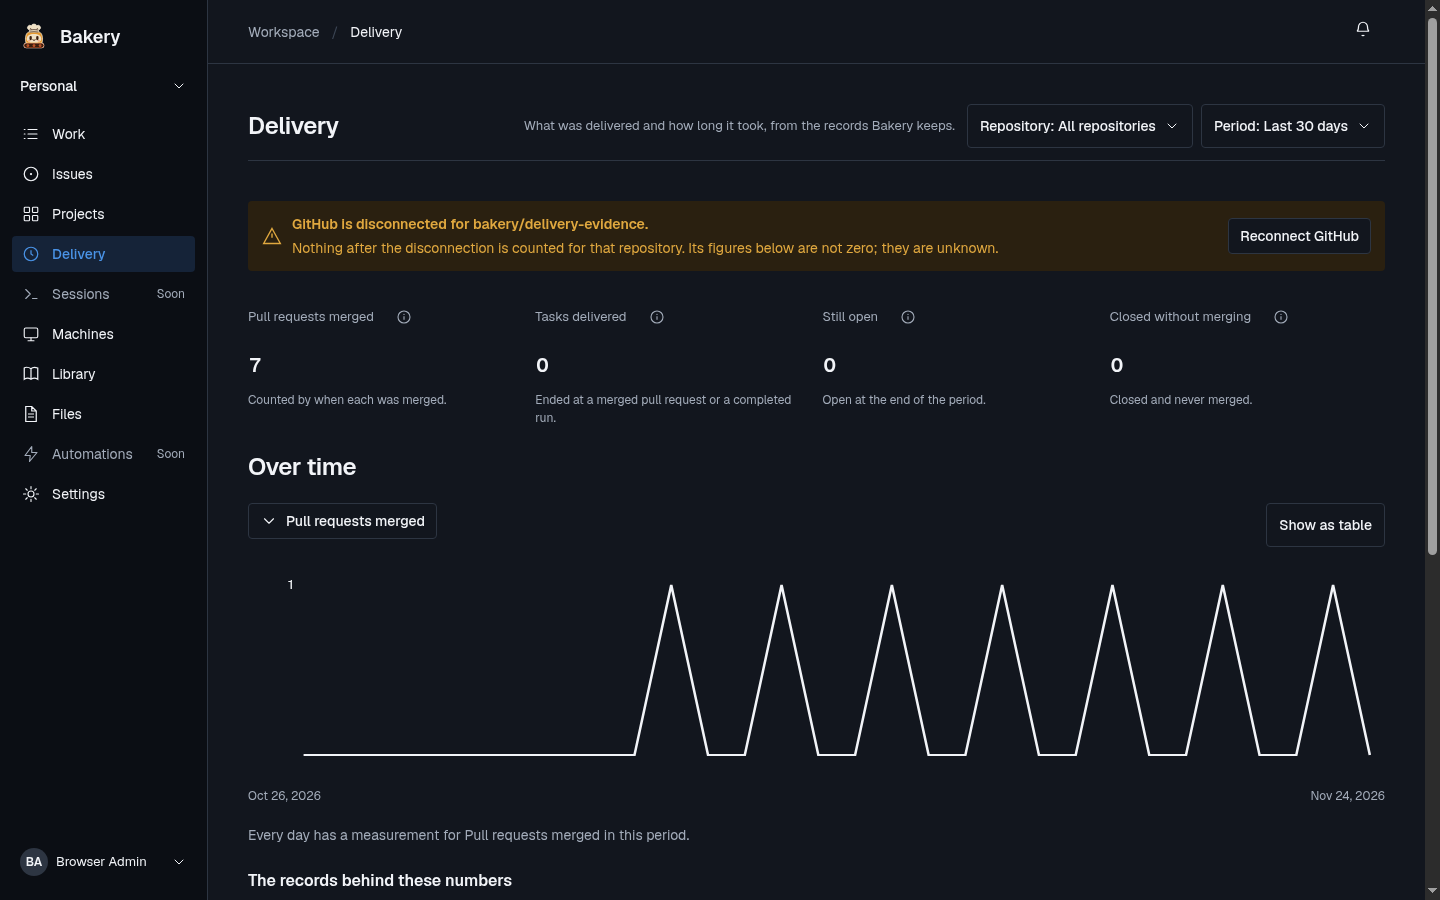 Bakery
Personal
Work
Issues
Projects
Delivery
Sessions Soon
Machines
Library
Files
Automations Soon
Settings
BA Browser Admin
Workspace / Delivery
Delivery
What was delivered and how long it took, from the records Bakery keeps.
Repository: All repositories
Period: Last 30 days
GitHub is disconnected for bakery/delivery-evidence.
Nothing after the disconnection is counted for that repository. Its figures below are not zero; they are unknown.
Reconnect GitHub
Pull requests merged
7
Counted by when each was merged.
Tasks delivered
0
Ended at a merged pull request or a completed
run.
Still open
0
Open at the end of the period.
Closed without merging
0
Closed and never merged.
Over time
Pull requests merged
Show as table
1
Oct 26, 2026
Nov 24, 2026
Every day has a measurement for Pull requests merged in this period.
The records behind these numbers